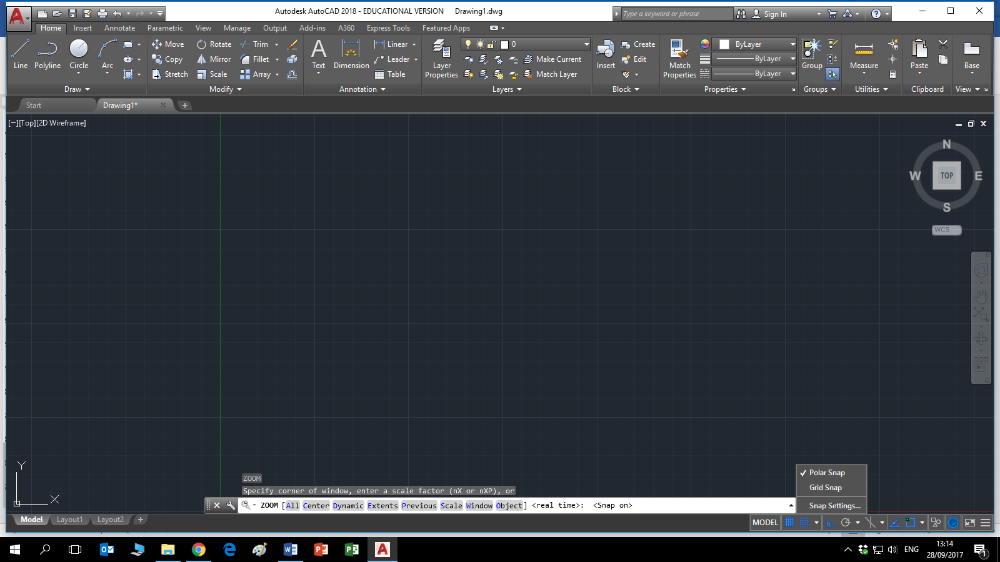 Autodesk AutoCAD 2018 - EDUCATIONAL VERSION Drawing1.dwg
Type a keyword or phrase
Sign In
Home Insert Annotate Parametric View Manage Output Add-ins A360 Express Tools Featured Apps
Line Polyline Circle Arc
Draw
Move Rotate Trim
Copy Mirror Fillet
Stretch Scale Array
Modify
Text Dimension
Linear
Leader
Table
Annotation
Layer Properties
0
Make Current
Match Layer
Layers
Insert
Create
Edit
Block
Match Properties
ByLayer
ByLayer
ByLayer
Properties
Group
Groups
Measure
Utilities
Paste
Clipboard
Base
View
Start Drawing1*
[−][Top][2D Wireframe]
N
W TOP E
S
WCS
Y
X
ZOOM
Specify corner of window, enter a scale factor (nX or nXP), or
ZOOM [All Center Dynamic Extents Previous Scale Window Object] <real time>: <Snap on>
Polar Snap
Grid Snap
Snap Settings...
Model Layout1 Layout2
MODEL
ENG
13:14
28/09/2017
1